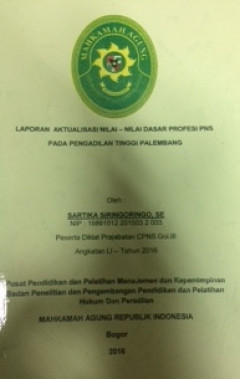 MAHKAMAH AGUNG
LAPORAN AKTUALISASI NILAI – NILAI DASAR PROFESI PNS
PADA PENGADILAN TINGGI PALEMBANG
Oleh :
SARTIKA SIRINGORINGO, SE
NIP :
Peserta Diklat Prajabatan CPNS Gol.III
Angkatan LI – Tahun 2016
Pusat Pendidikan dan Pelatihan Manajemen dan Kepemimpinan
Badan Penelitian dan Pengembangan Pendidikan dan Pelatihan
Hukum Dan Peradilan
MAHKAMAH AGUNG REPUBLIK INDONESIA
Bogor
2016